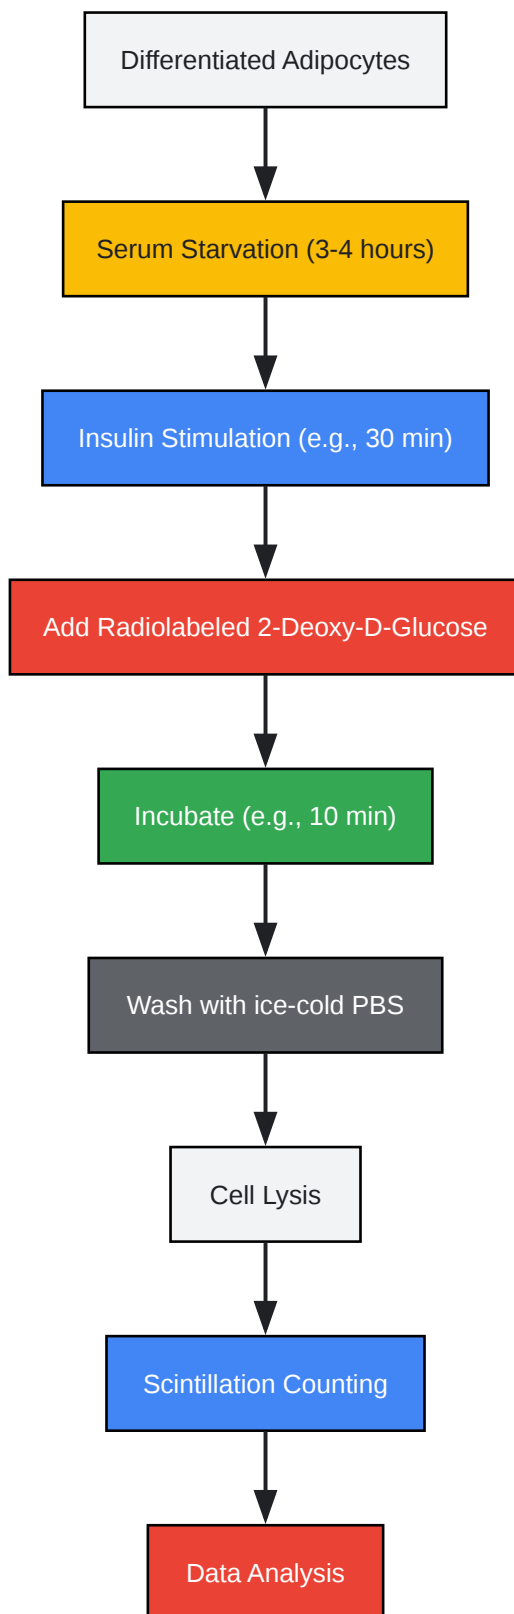 Differentiated Adipocytes
Serum Starvation (3-4 hours)
Insulin Stimulation (e.g., 30 min)
Add Radiolabeled 2-Deoxy-D-Glucose
Incubate (e.g., 10 min)
Wash with ice-cold PBS
Cell Lysis
Scintillation Counting
Data Analysis